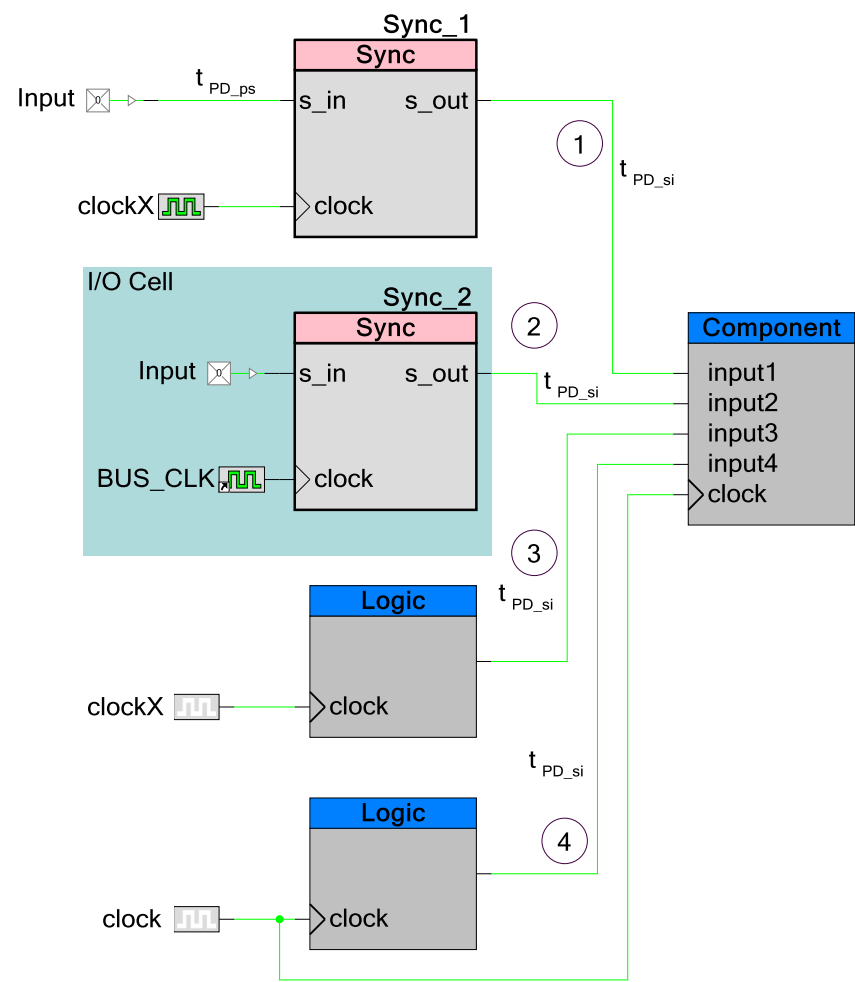 Sync_1
Sync
Input
t PD_ps
s_in
s_out
1
t PD_si
clockX
clock
I/O Cell
Sync_2
Sync
2
Component
Input
s_in
s_out
t PD_si
input1
input2
input3
input4
clock
BUS_CLK
clock
3
Logic
t PD_si
clockX
clock
t PD_si
Logic
4
clock
clock